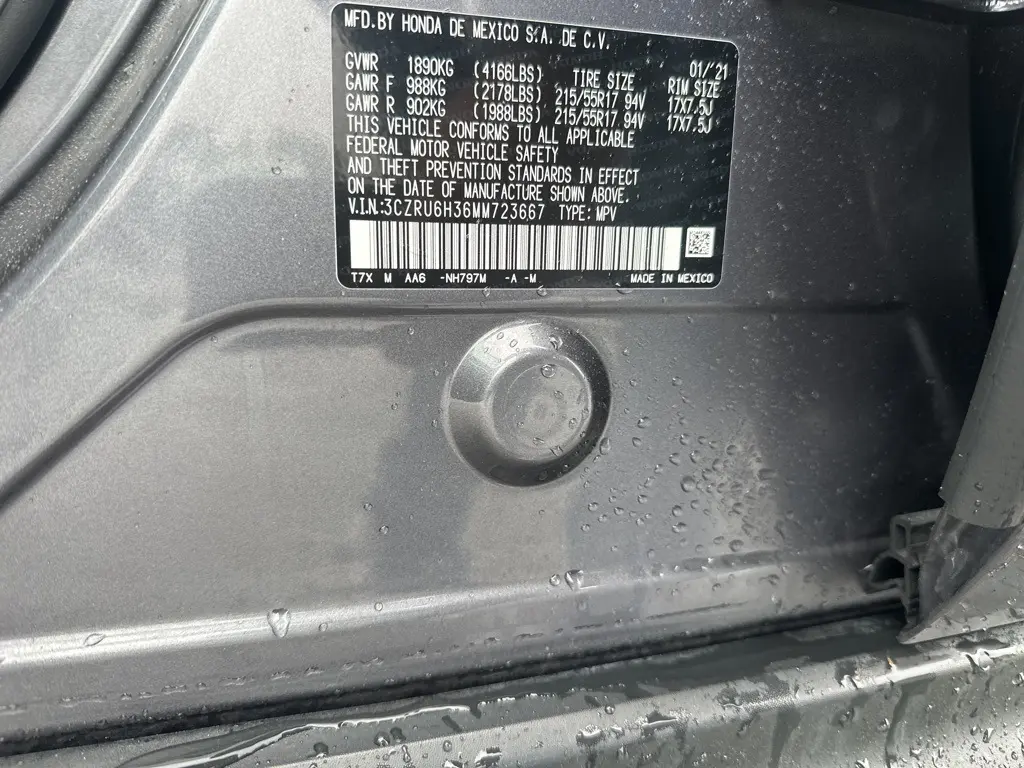 MFD. BY HONDA DE MEXICO S.A. DE C.V.
GVWR 1890KG (4166LBS) TIRE SIZE 01/'21 RIM SIZE
GAWR F 988KG (2178LBS) 215/55R17 94V 17X7.5J
GAWR R 902KG (1988LBS) 215/55R17 94V 17X7.5J
THIS VEHICLE CONFORMS TO ALL APPLICABLE
FEDERAL MOTOR VEHICLE SAFETY
AND THEFT PREVENTION STANDARDS IN EFFECT
ON THE DATE OF MANUFACTURE SHOWN ABOVE.
V.I.N.:3CZRU6H36MM723667 TYPE: MPV
T7X M AA6 -NH797M -A -M MADE IN MEXICO